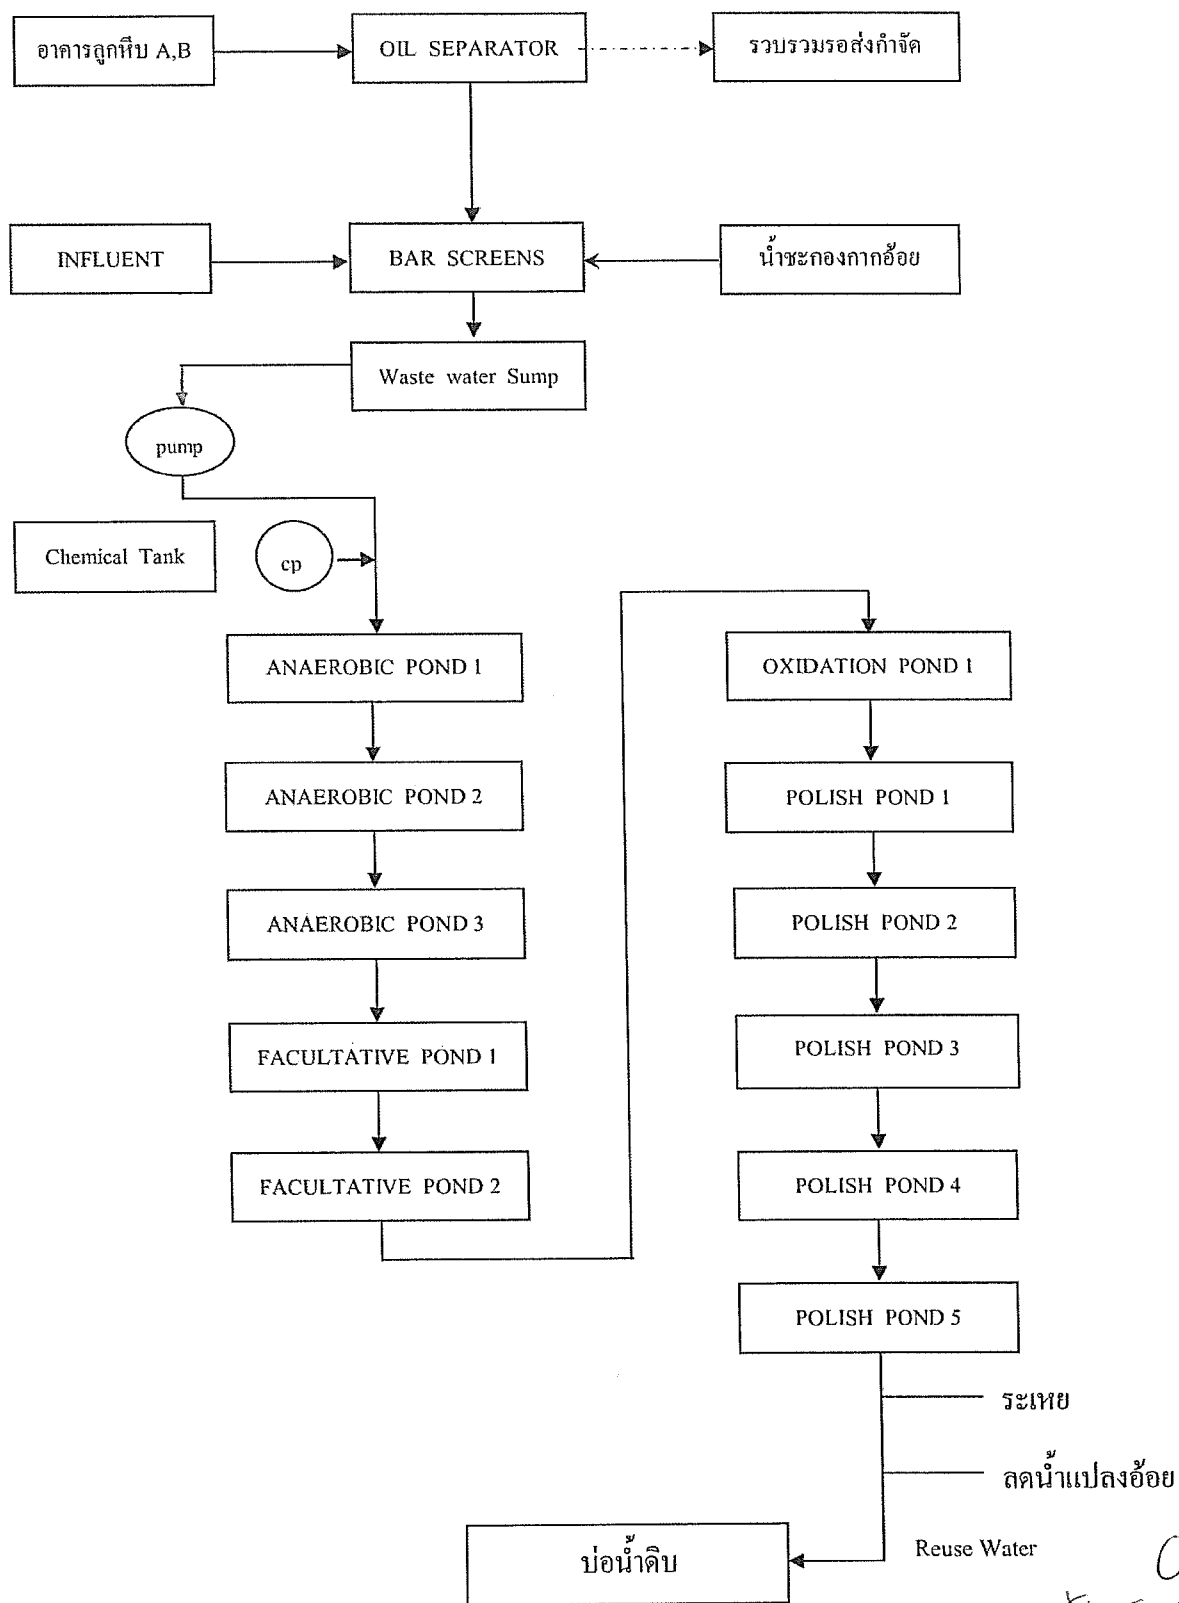 อาคารลูกหีบ A,B
OIL SEPARATOR
รวบรวมรอส่งกำจัด
INFLUENT
BAR SCREENS
น้ำชะกองกากอ้อย
Waste water Sump
pump
Chemical Tank
cp
ANAEROBIC POND 1
ANAEROBIC POND 2
ANAEROBIC POND 3
FACULTATIVE POND 1
FACULTATIVE POND 2
OXIDATION POND 1
POLISH POND 1
POLISH POND 2
POLISH POND 3
POLISH POND 4
POLISH POND 5
ระเหย
ลดน้ำแปลงอ้อย
Reuse Water
บ่อน้ำดิบ